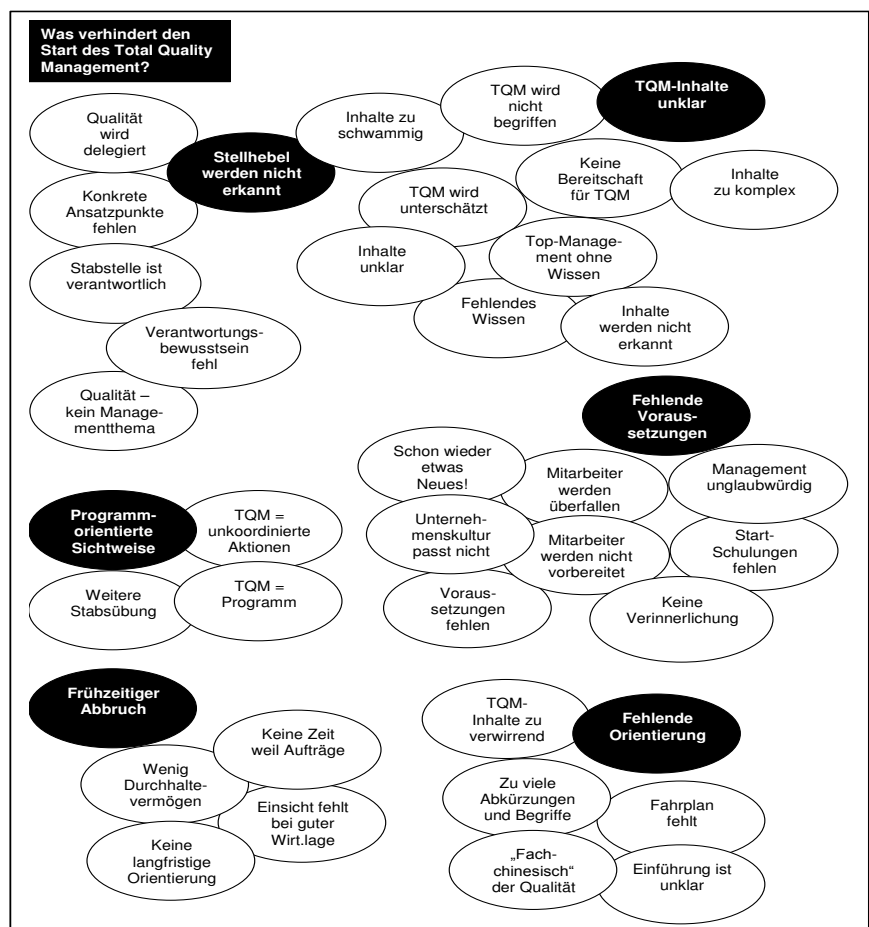 Was verhindert den
Start des Total Quality
Management?
Qualität
wird
delegiert
Stellhebel
werden nicht
erkannt
Konkrete
Ansatzpunkte
fehlen
Stabstelle ist
verantwortlich
Verantwortungs-
bewusstsein
fehl
Qualität –
kein Manage-
mentthema
Inhalte zu
schwammig
TQM wird
nicht
begriffen
TQM-Inhalte
unklar
Keine
Bereitschaft
für TQM
Inhalte
zu komplex
TQM wird
unterschätzt
Inhalte
unklar
Top-Manage-
ment ohne
Wissen
Fehlendes
Wissen
Inhalte
werden nicht
erkannt
Fehlende
Voraus-
setzungen
Schon wieder
etwas
Neues!
Mitarbeiter
werden
überfallen
Management
unglaubwürdig
Unterneh-
menskultur
passt nicht
Mitarbeiter
werden nicht
vorbereitet
Start-
Schulungen
fehlen
Voraus-
setzungen
fehlen
Keine
Verinnerlichung
Programm-
orientierte
Sichtweise
TQM =
unkoordinierte
Aktionen
Weitere
Stabsübung
TQM =
Programm
Frühzeitiger
Abbruch
Keine Zeit
weil Aufträge
Wenig
Durchhalte-
vermögen
Einsicht fehlt
bei guter
Wirt.lage
Keine
langfristige
Orientierung
TQM-
Inhalte zu
verwirrend
Fehlende
Orientierung
Zu viele
Abkürzungen
und Begriffe
Fahrplan
fehlt
„Fach-
chinesisch“
der Qualität
Einführung ist
unklar